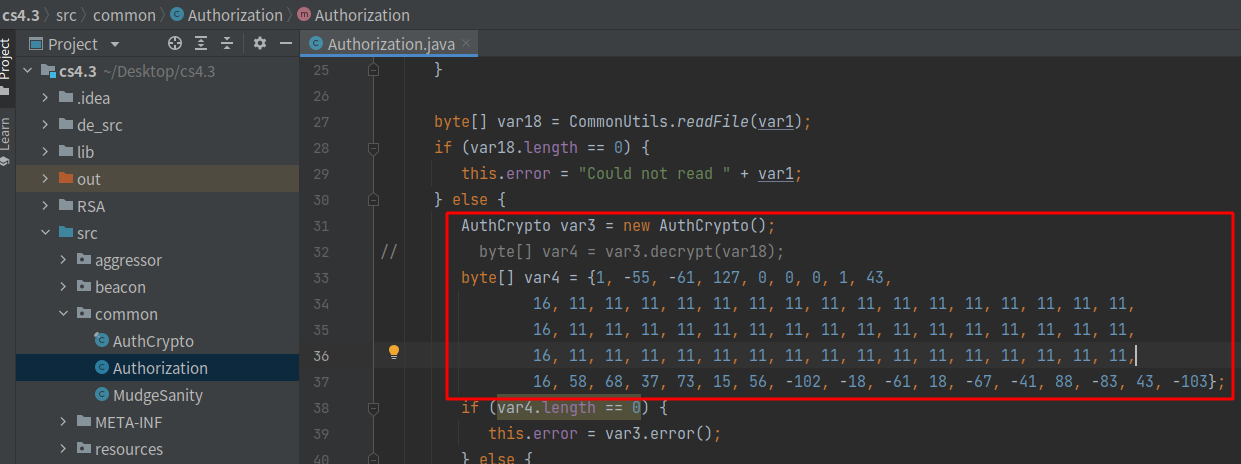 cs4.3 〉 src 〉 common 〉 Authorization 〉 Authorization
Project
Authorization.java
Project
Learn
cs4.3 ~/Desktop/cs4.3
.idea
de_src
lib
out
RSA
src
aggressor
beacon
common
AuthCrypto
Authorization
MudgeSanity
META-INF
resources
25 }
26
27 byte[] var18 = CommonUtils.readFile(var1);
28 if (var18.length == 0) {
29 this.error = "Could not read " + var1;
30 } else {
31 AuthCrypto var3 = new AuthCrypto();
32 // byte[] var4 = var3.decrypt(var18);
33 byte[] var4 = {1, -55, -61, 127, 0, 0, 0, 1, 43,
34 16, 11, 11, 11, 11, 11, 11, 11, 11, 11, 11, 11, 11, 11, 11, 11, 11,
35 16, 11, 11, 11, 11, 11, 11, 11, 11, 11, 11, 11, 11, 11, 11, 11, 11,
36 16, 11, 11, 11, 11, 11, 11, 11, 11, 11, 11, 11, 11, 11, 11, 11, 11,
37 16, 58, 68, 37, 73, 15, 56, -102, -18, -61, 18, -67, -41, 88, -83, 43, -103};
38 if (var4.length == 0) {
39 this.error = var3.error();
40 } else {